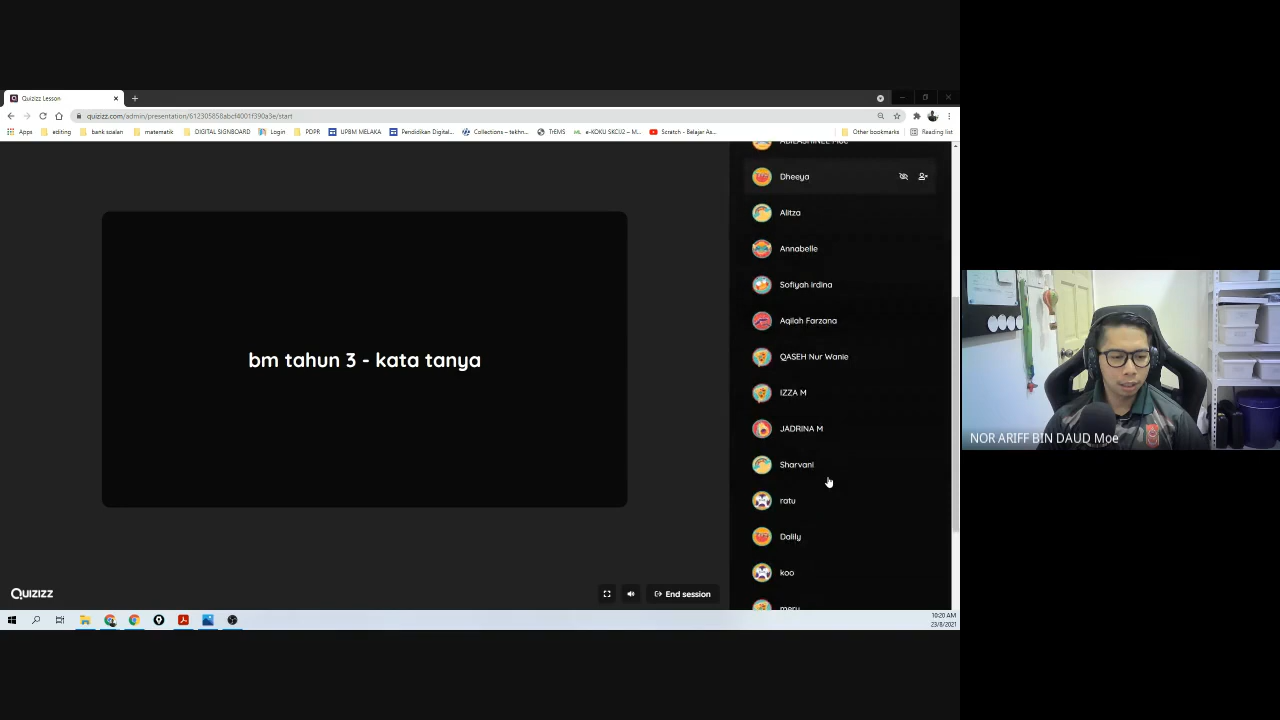 Quizizz Lesson
quizizz.com/admin/presentation/612305858abcf4001f390a3e/start
Apps editing bank soalan matematik DIGITAL SIGNBOARD Login PDPR UPBM MELAKA Pendidikan Digital... Collections – tekhn... TrEMS e-KOKU SKCU2 – M... Scratch - Belajar As... Other bookmarks Reading list
Dheeya
Alitza
Annabelle
Sofiyah irdina
Aqilah Farzana
bm tahun 3 - kata tanya
QASEH Nur Wanie
IZZA M
JADRINA M
NOR ARIFF BIN DAUD Moe
Sharvani
ratu
Dalily
koo
Quizizz
End session
10:20 AM
23/8/2021